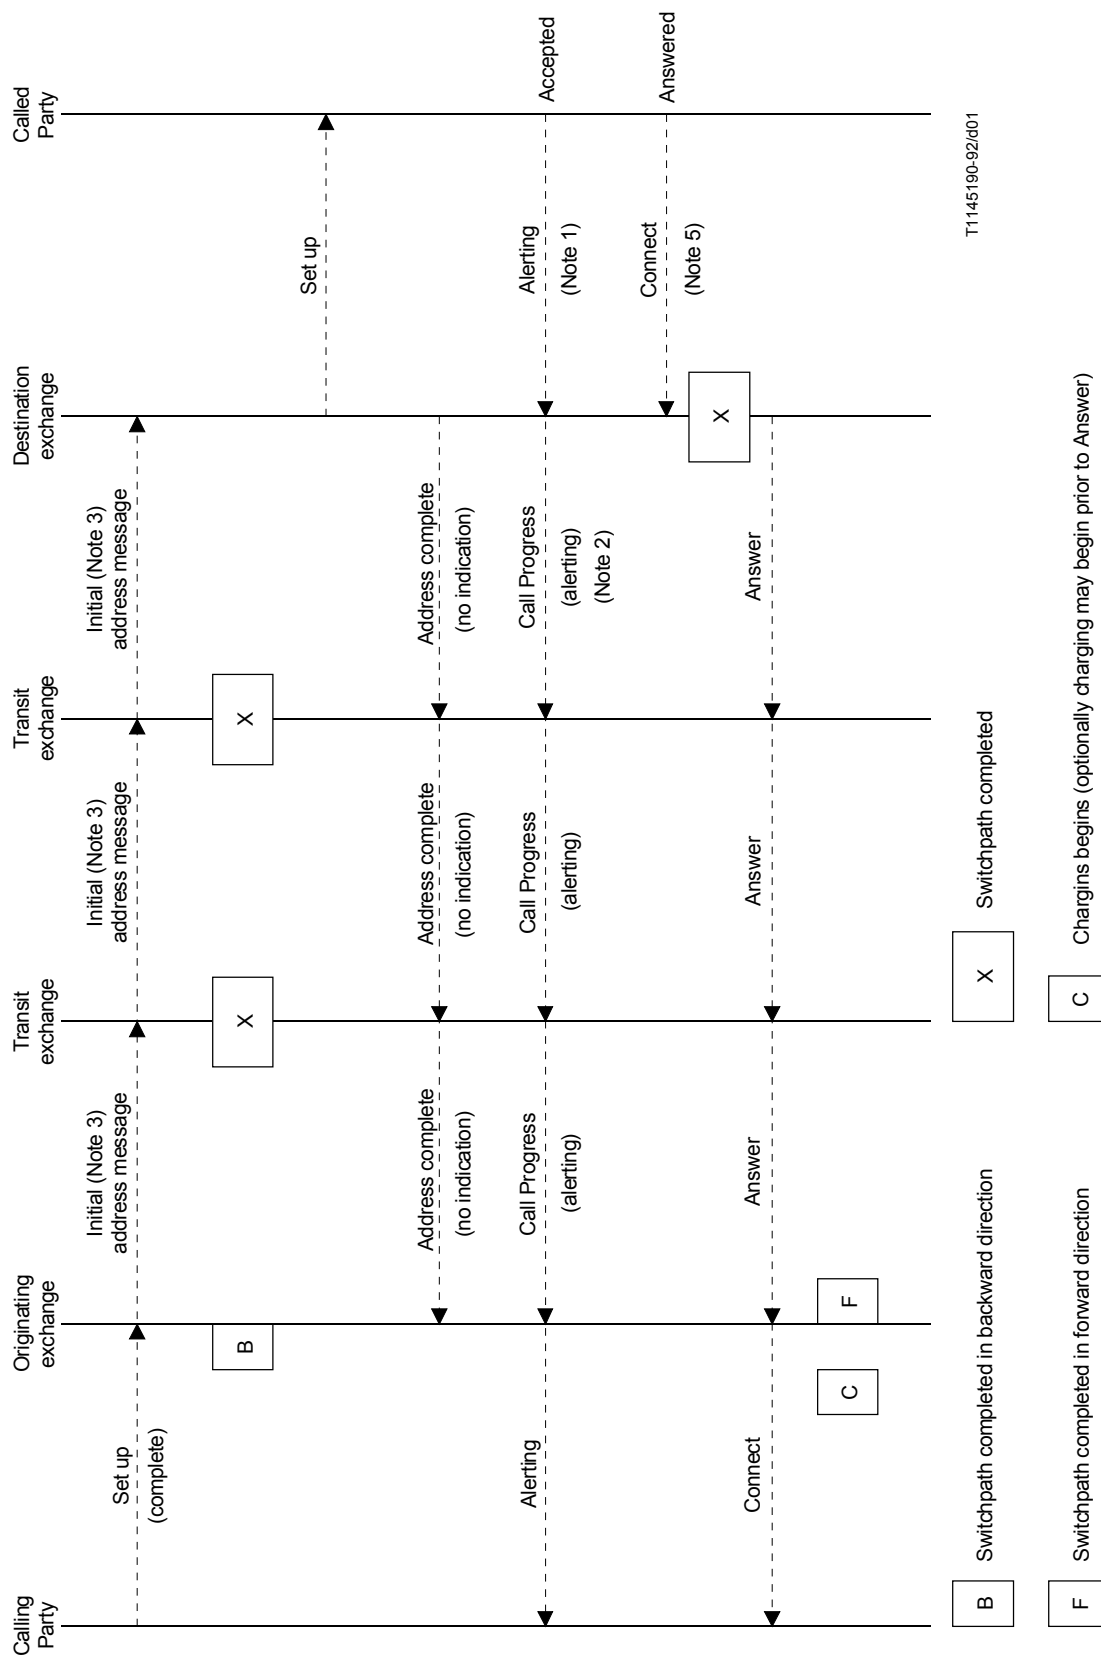 Calling
Party
Originating
exchange
Transit
exchange
Transit
exchange
Destination
exchange
Called
Party
Set up
(complete)
Initial (Note 3)
address message
Initial (Note 3)
address message
Initial (Note 3)
address message
B
X
X
Set up
Address complete
(no indication)
Address complete
(no indication)
Address complete
(no indication)
Alerting
Call Progress
(alerting)
Call Progress
(alerting)
Call Progress
(alerting)
(Note 2)
Alerting
(Note 1)
Accepted
Connect
(Note 5)
Answered
X
Connect
Answer
Answer
Answer
C
F
B
Switchpath completed in backward direction
X
Switchpath completed
T1145190-92/d01
F
Switchpath completed in forward direction
C
Chargins begins (optionally charging may begin prior to Answer)